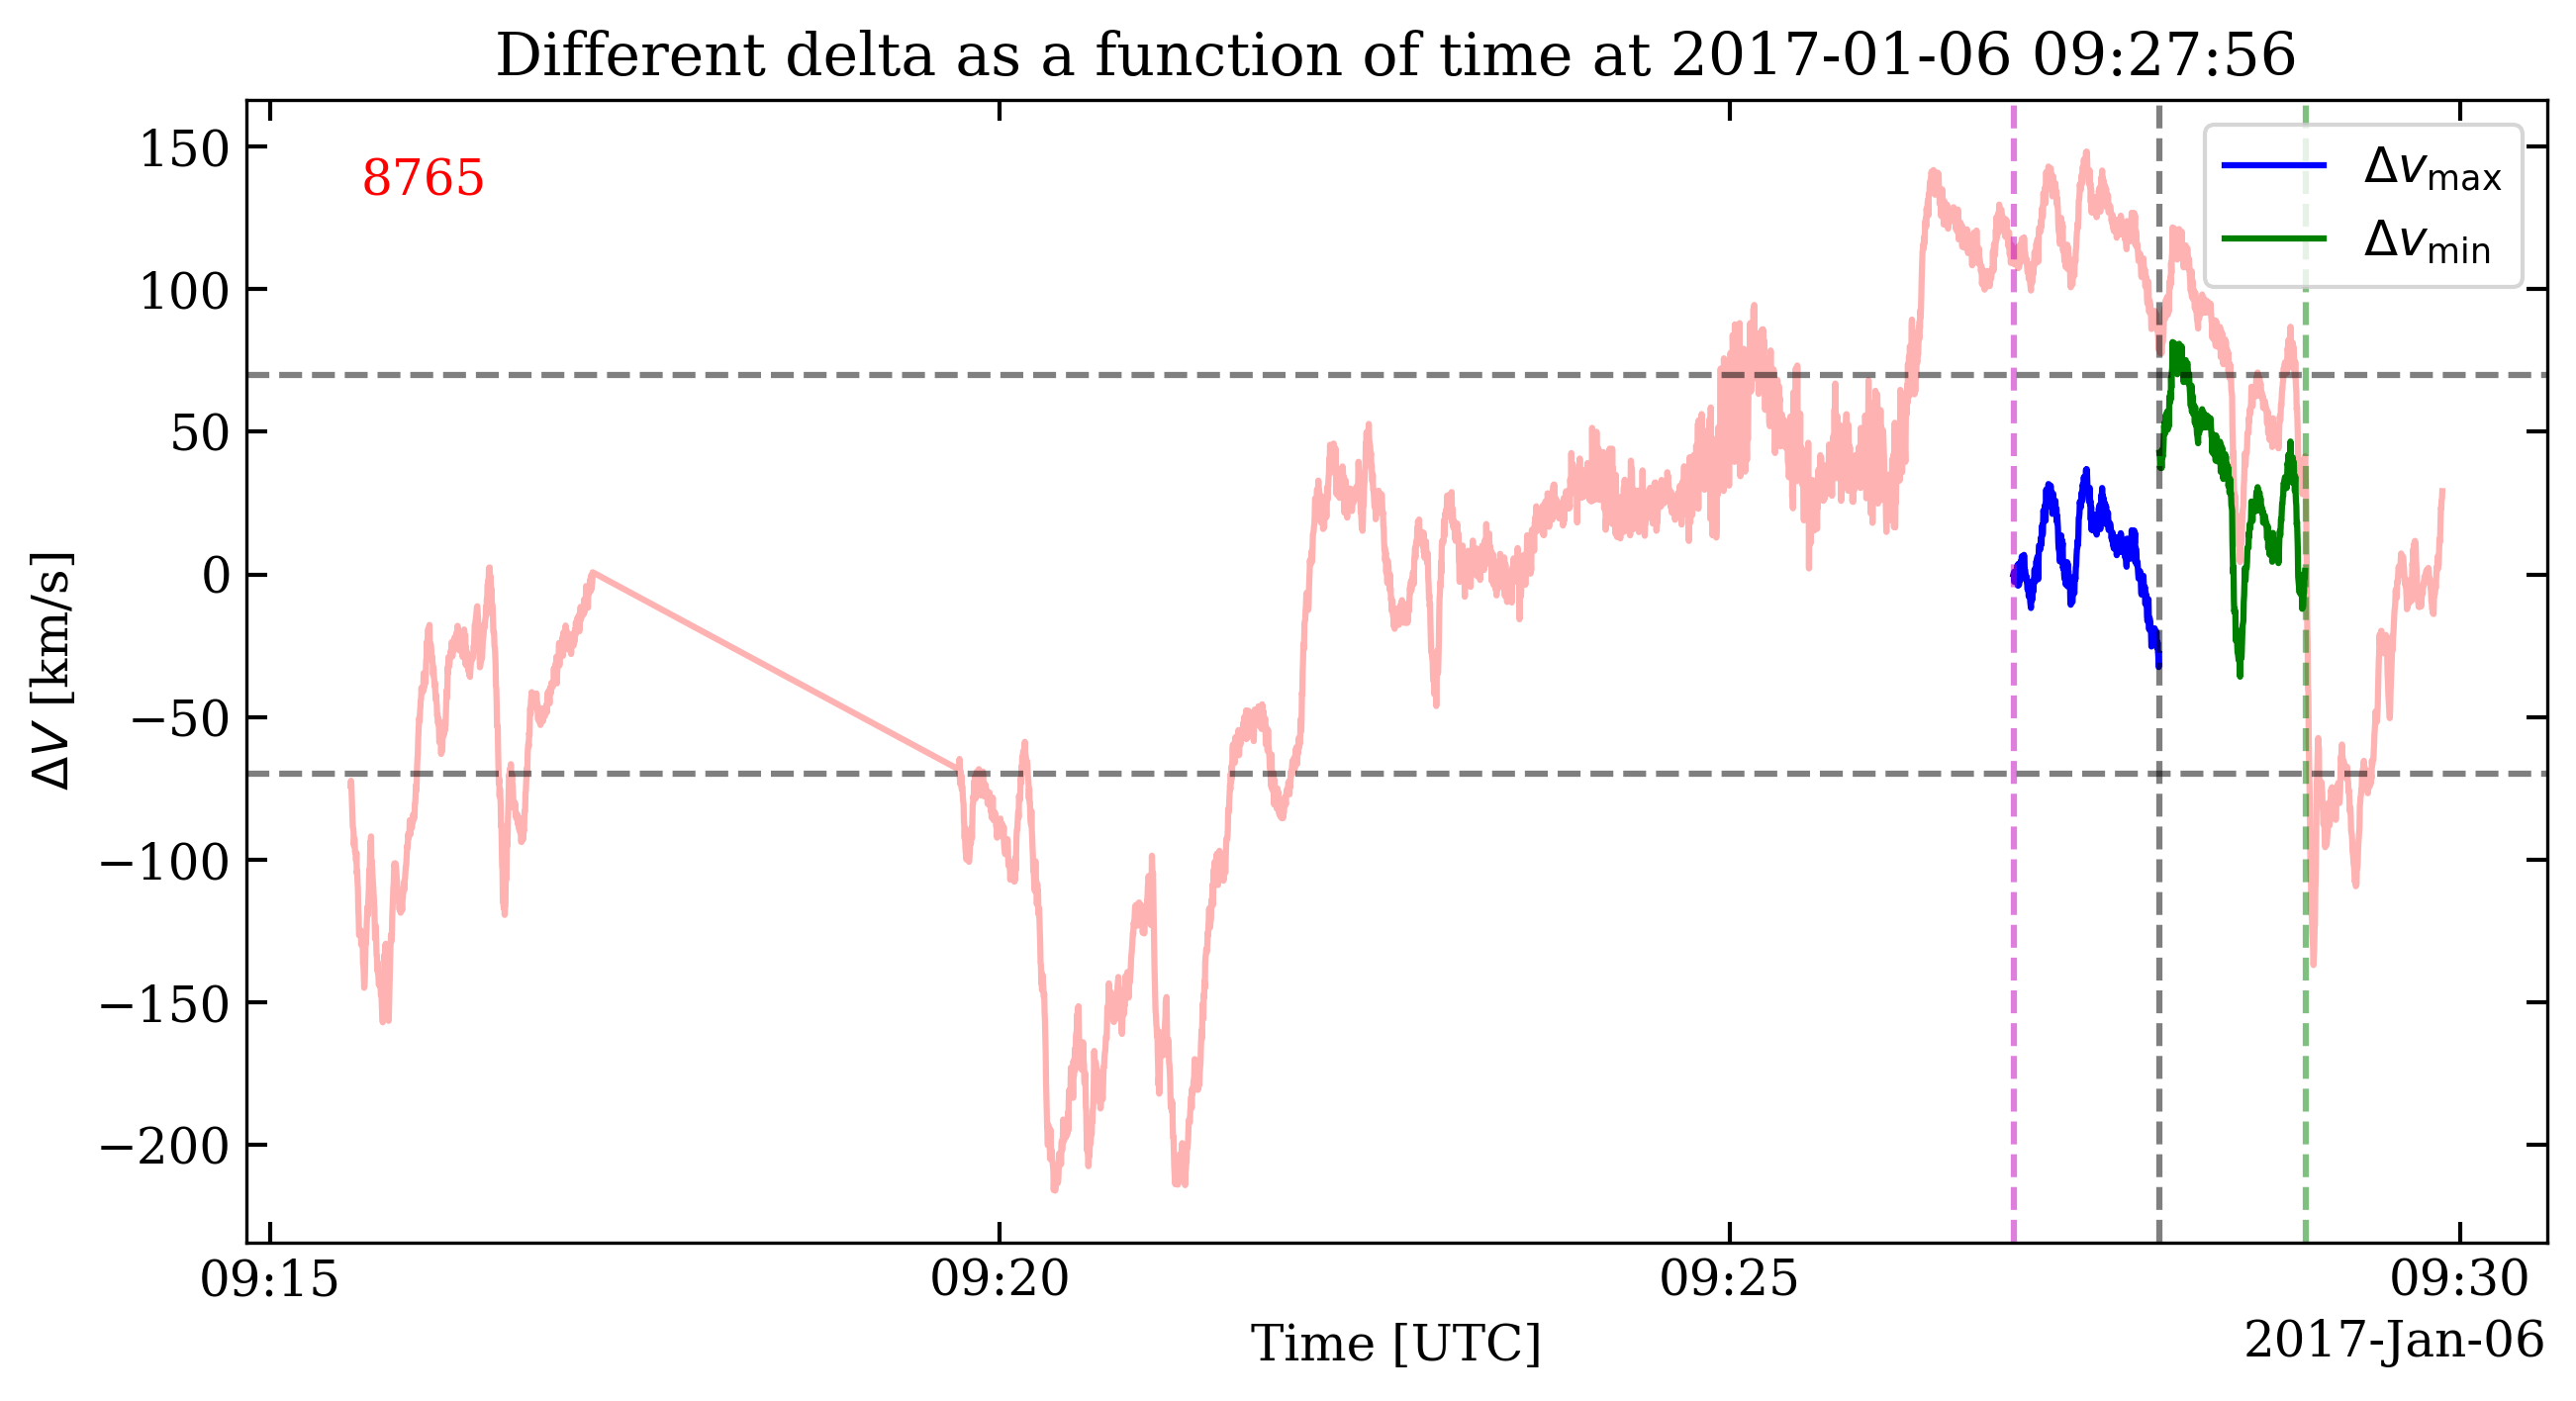 Different delta as a function of time at 2017-01-06 09:27:56
8765
Δvmax
Δvmin
150
100
50
0
−50
−100
−150
−200
ΔV [km/s]
09:15 09:20 09:25 09:30
Time [UTC]
2017-Jan-06